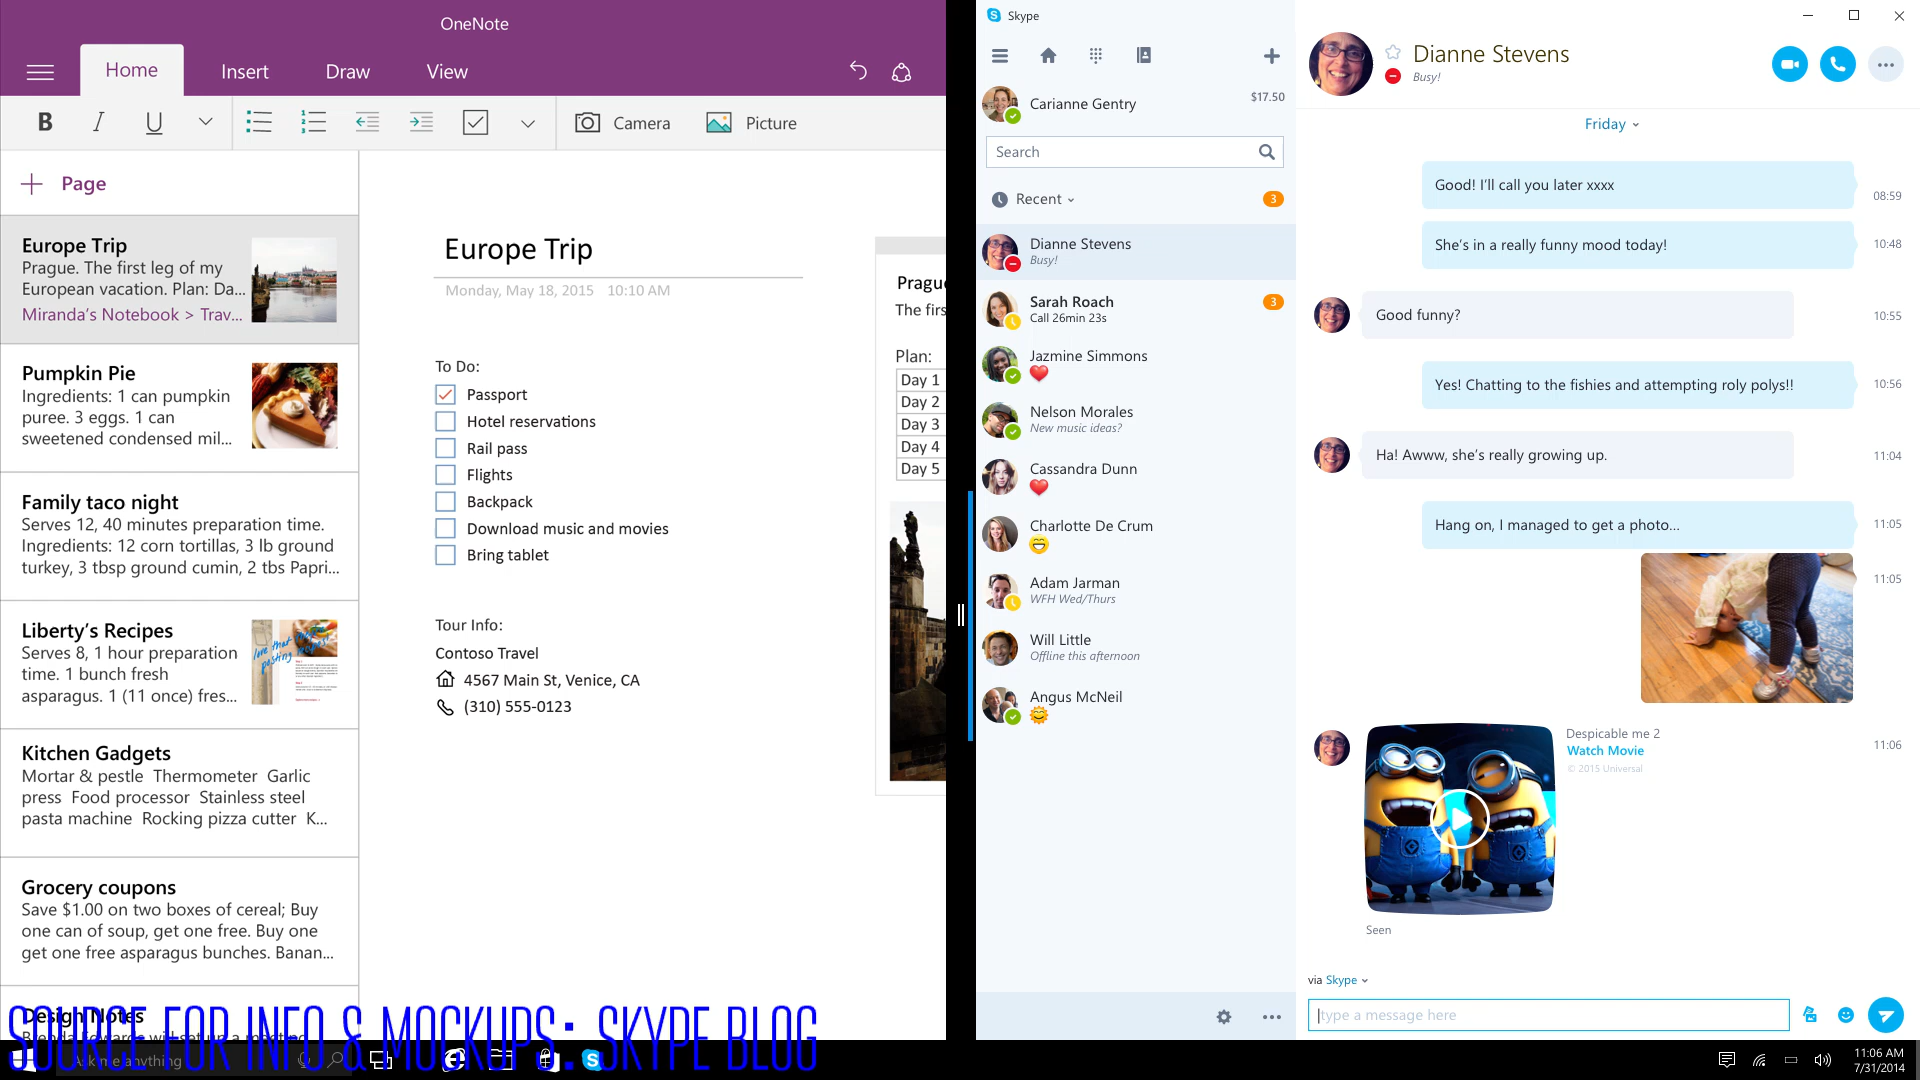 OneNote
Home
Insert
Draw
View
B
I
U
Camera
Picture
Page
Europe Trip
Prague. The first leg of my
European vacation. Plan: Da...
Miranda's Notebook > Trav...
Pumpkin Pie
Ingredients: 1 can pumpkin
puree. 3 eggs. 1 can
sweetened condensed mil...
Family taco night
Serves 12, 40 minutes preparation time.
Ingredients: 12 corn tortillas, 3 lb ground
turkey, 3 tbsp ground cumin, 2 tbs Papri...
Liberty's Recipes
Serves 8, 1 hour preparation
time. 1 bunch fresh
asparagus. 1 (11 once) fres...
Kitchen Gadgets
Mortar & pestle Thermometer Garlic
press Food processor Stainless steel
pasta machine Rocking pizza cutter K...
Grocery coupons
Save $1.00 on two boxes of cereal; Buy
one can of soup, get one free. Buy one
get one free asparagus bunches. Banan...
Design Notes
Europe Trip
Monday, May 18, 2015 10:10 AM
To Do:
Passport
Hotel reservations
Rail pass
Flights
Backpack
Download music and movies
Bring tablet
Tour Info:
Contoso Travel
4567 Main St, Venice, CA
(310) 555-0123
Pragu
The firs
Plan:
Day 1
Day 2
Day 3
Day 4
Day 5
Skype
Carianne Gentry
$17.50
Search
Recent
3
Dianne Stevens
Busy!
Sarah Roach
Call 26min 23s
3
Jazmine Simmons
Nelson Morales
New music ideas?
Cassandra Dunn
Charlotte De Crum
Adam Jarman
WFH Wed/Thurs
Will Little
Offline this afternoon
Angus McNeil
Dianne Stevens
Busy!
Friday
Good! I'll call you later xxxx
08:59
She's in a really funny mood today!
10:48
Good funny?
10:55
Yes! Chatting to the fishies and attempting roly polys!!
10:56
Ha! Awww, she's really growing up.
11:04
Hang on, I managed to get a photo...
11:05
11:05
Despicable me 2
Watch Movie
© 2015 Universal
11:06
Seen
via Skype
type a message here
SOURCE FOR INFO & MOCKUPS: SKYPE BLOG
Ask me anything
11:06 AM
7/31/2014